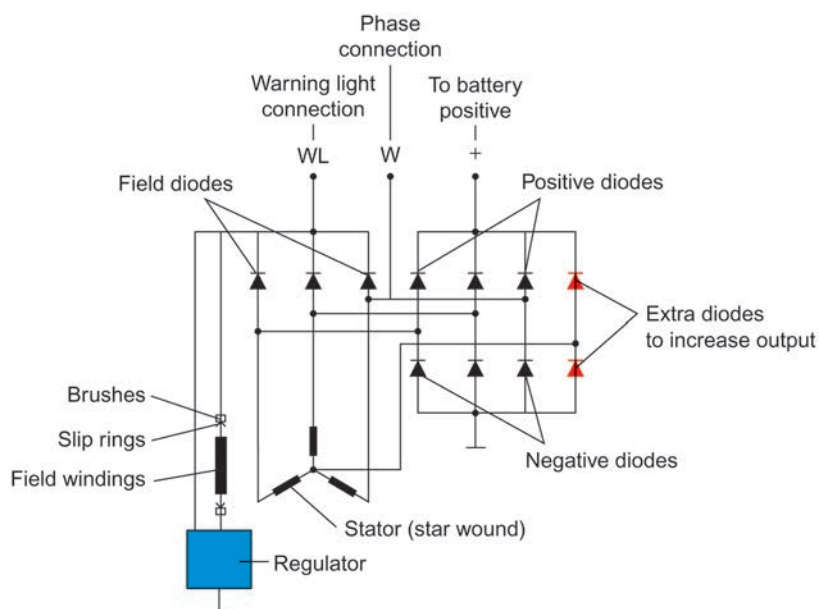 Phase
connection
Warning light
connection
To battery
positive
WL
W
+
Field diodes
Positive diodes
Extra diodes
to increase output
Brushes
Slip rings
Field windings
Negative diodes
Stator (star wound)
Regulator